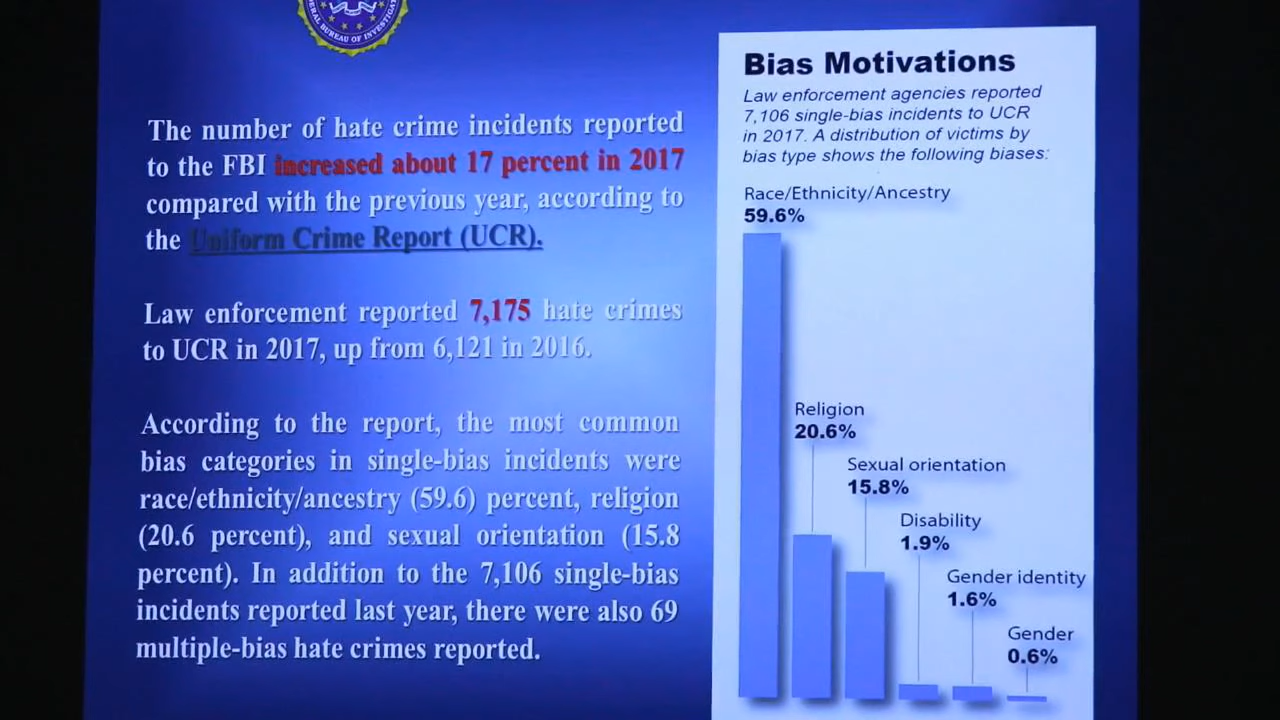 The number of hate crime incidents reported
to the FBI increased about 17 percent in 2017
compared with the previous year, according to
the Uniform Crime Report (UCR).
Law enforcement reported 7,175 hate crimes
to UCR in 2017, up from 6,121 in 2016.
According to the report, the most common
bias categories in single-bias incidents were
race/ethnicity/ancestry (59.6) percent, religion
(20.6 percent), and sexual orientation (15.8
percent). In addition to the 7,106 single-bias
incidents reported last year, there were also 69
multiple-bias hate crimes reported.
Bias Motivations
Law enforcement agencies reported
7,106 single-bias incidents to UCR
in 2017. A distribution of victims by
bias type shows the following biases:
Race/Ethnicity/Ancestry
59.6%
Religion
20.6%
Sexual orientation
15.8%
Disability
1.9%
Gender identity
1.6%
Gender
0.6%